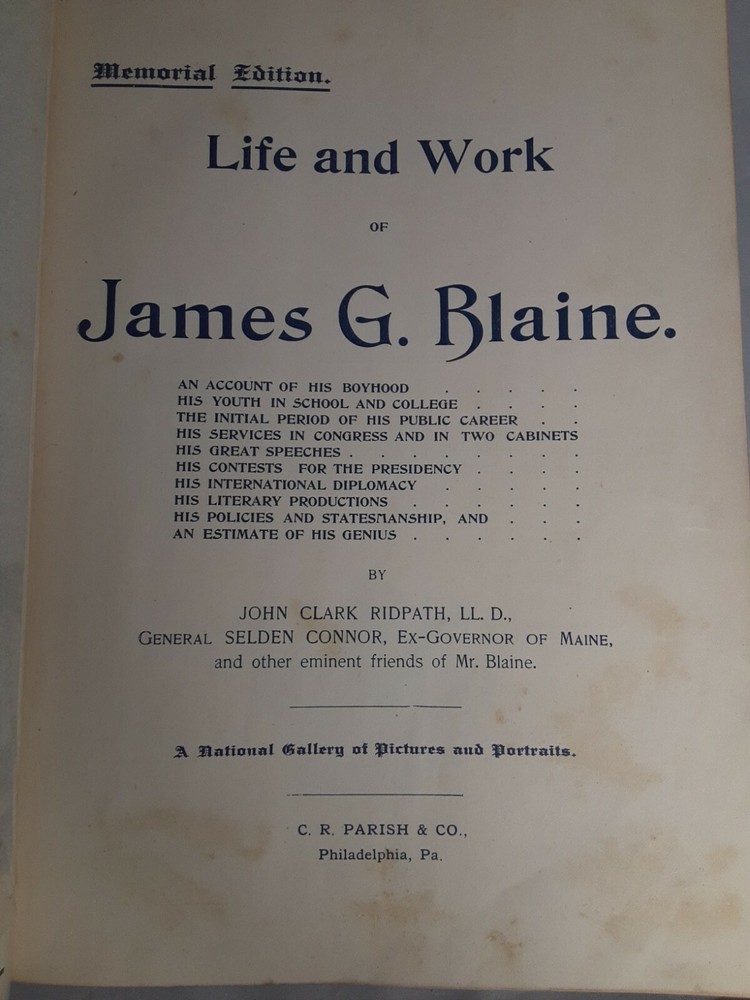 Memorial Edition.
Life and Work
OF
James G. Blaine.
AN ACCOUNT OF HIS BOYHOOD . . . . .
HIS YOUTH IN SCHOOL AND COLLEGE . . . .
THE INITIAL PERIOD OF HIS PUBLIC CAREER . .
HIS SERVICES IN CONGRESS AND IN TWO CABINETS
HIS GREAT SPEECHES . . . . . . . .
HIS CONTESTS FOR THE PRESIDENCY . . . .
HIS INTERNATIONAL DIPLOMACY . . . . .
HIS LITERARY PRODUCTIONS . . . . . .
HIS POLICIES AND STATESMANSHIP, AND . . .
AN ESTIMATE OF HIS GENIUS . . . . . .
BY
JOHN CLARK RIDPATH, LL. D.,
GENERAL SELDEN CONNOR, EX-GOVERNOR OF MAINE,
and other eminent friends of Mr. Blaine.
A National Gallery of Pictures and Portraits.
C. R. PARISH & CO.,
Philadelphia, Pa.